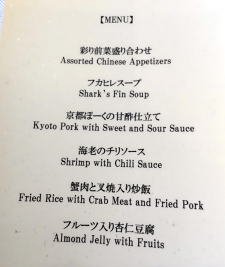 【MENU】
彩り前菜盛り合わせ
Assorted Chinese Appetizers
フカヒレスープ
Shark's Fin Soup
京都ぽーくの甘酢仕立て
Kyoto Pork with Sweet and Sour Sauce
海老のチリソース
Shrimp with Chili Sauce
蟹肉と叉焼入り炒飯
Fried Rice with Crab Meat and Fried Pork
フルーツ入り杏仁豆腐
Almond Jelly with Fruits